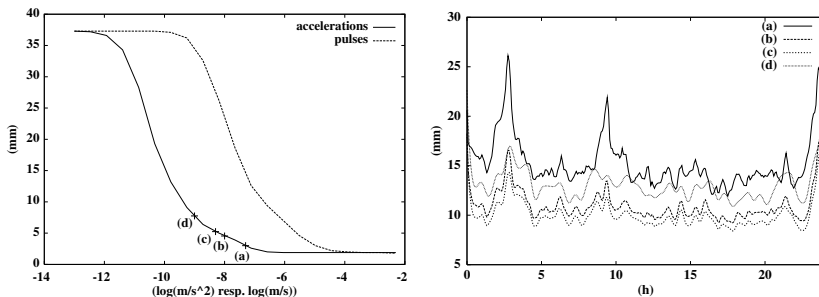 accelerations
pulses
40
35
30
25
20
15
10
5
0
(mm)
(d)
(c)
(b)
(a)
-14
-12
-10
-8
-6
-4
-2
(log(m/s^2) resp. log(m/s))
30
25
20
15
10
5
(mm)
(a)
(b)
(c)
(d)
0
5
10
15
20
(h)